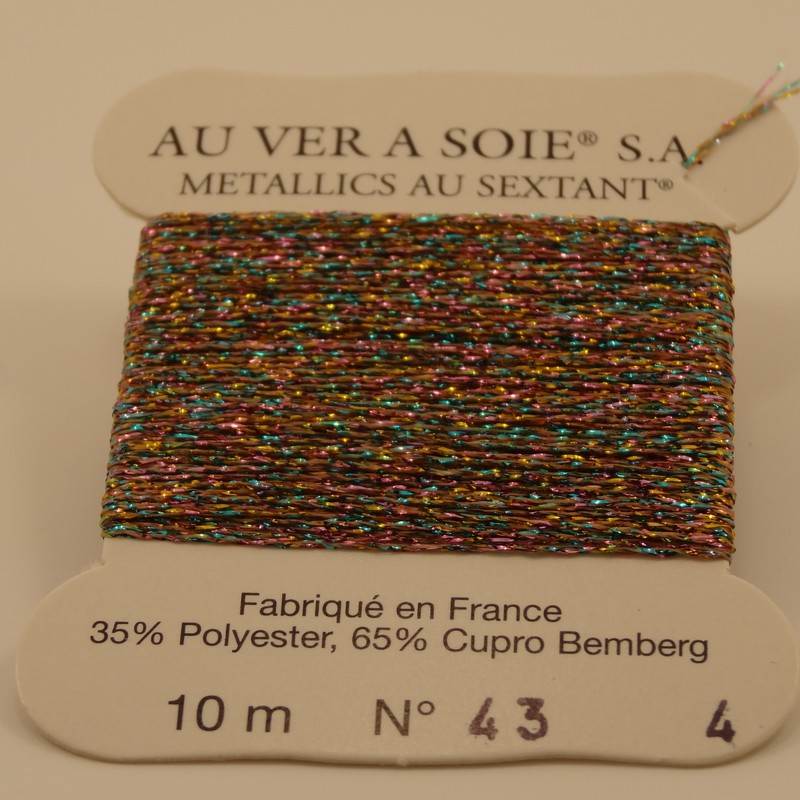 AU VER A SOIE® S.A.
METALLICS AU SEXTANT®
Fabriqué en France
35% Polyester, 65% Cupro Bemberg
10 m N° 43 4